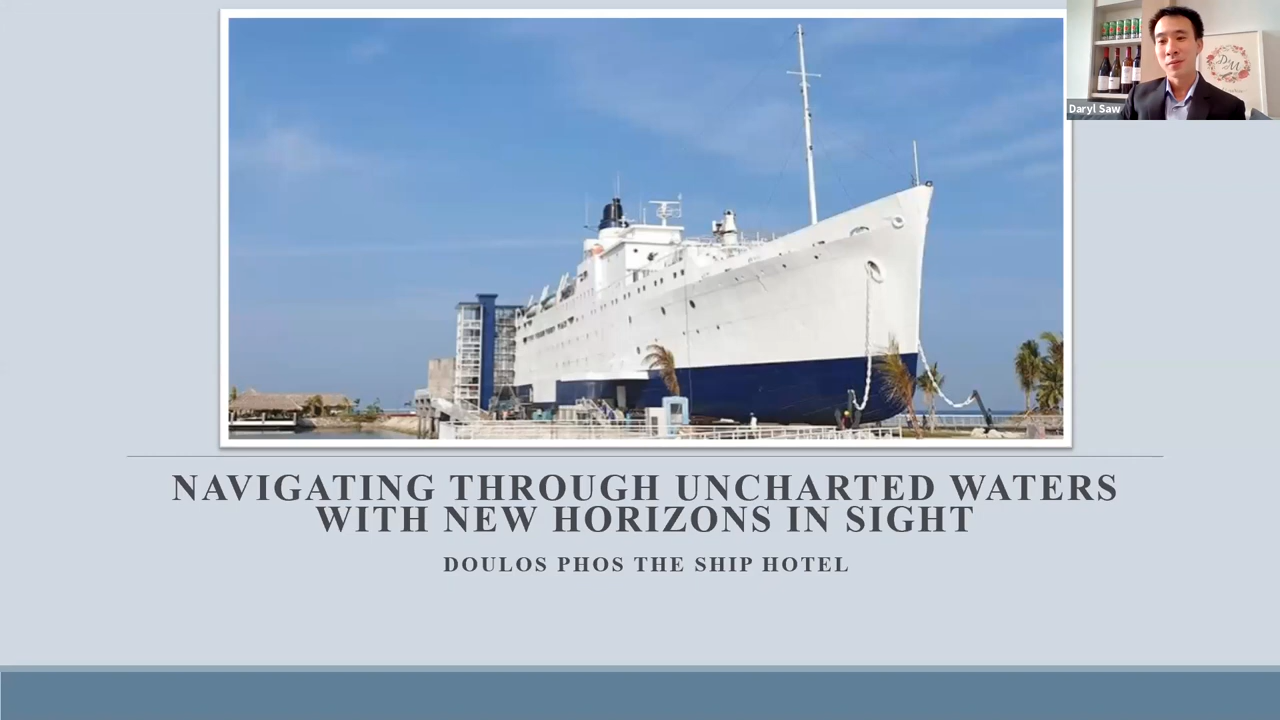 Daryl Saw
NAVIGATING THROUGH UNCHARTED WATERS
WITH NEW HORIZONS IN SIGHT
DOULOS PHOS THE SHIP HOTEL